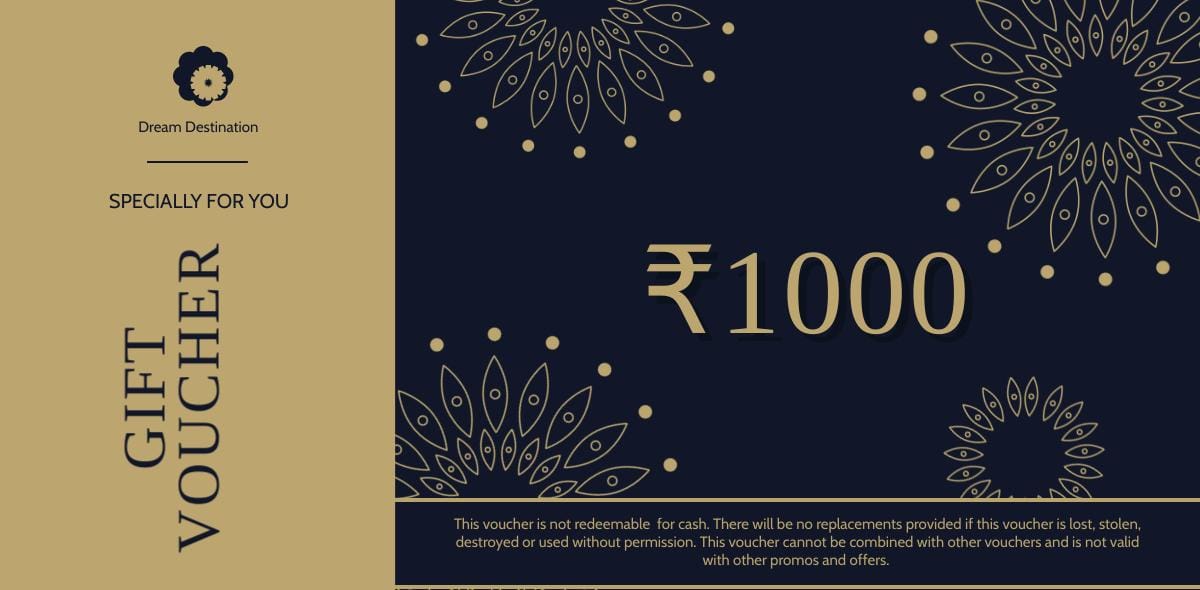 Dream Destination
SPECIALLY FOR YOU
GIFT
VOUCHER
₹1000
This voucher is not redeemable  for cash. There will be no replacements provided if this voucher is lost, stolen,
destroyed or used without permission. This voucher cannot be combined with other vouchers and is not valid
with other promos and offers.